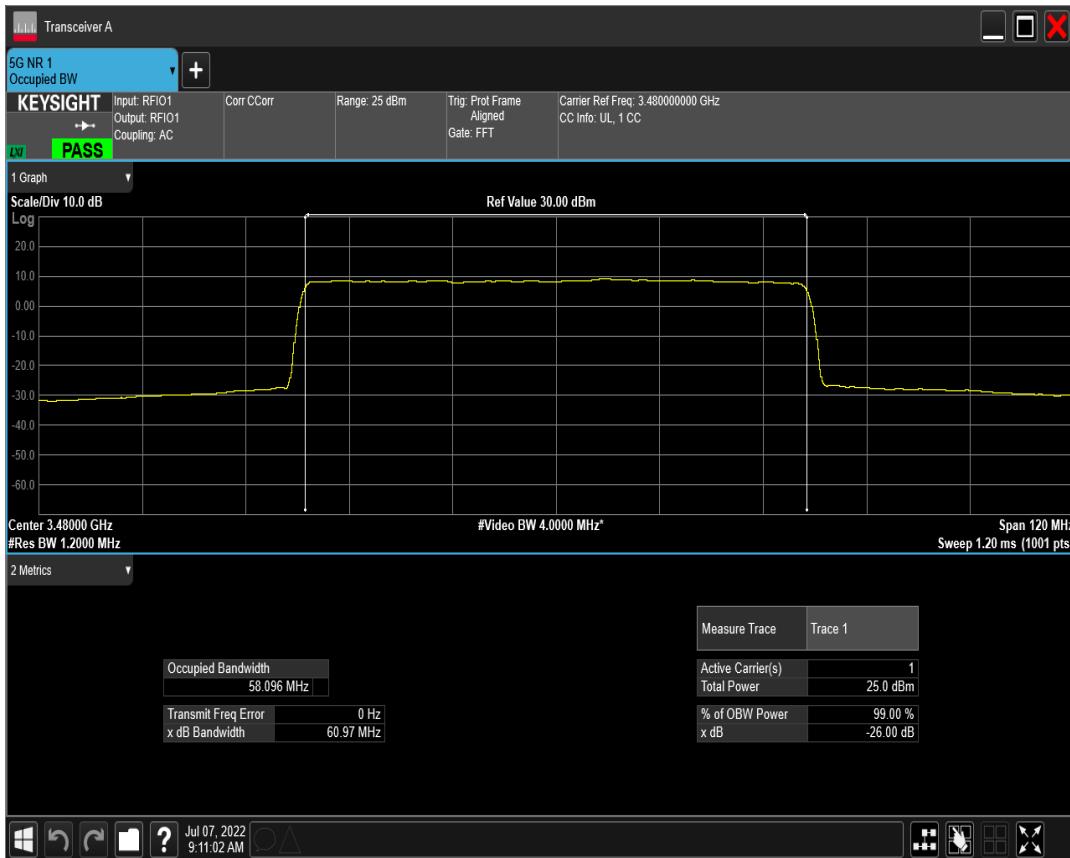 Transceiver A
5G NR 1
Occupied BW
KEYSIGHT
LXI
PASS
Input: RFIO1
Output: RFIO1
Coupling: AC
Corr CCorr
Range: 25 dBm
Trig: Prot Frame
Aligned
Gate: FFT
Carrier Ref Freq: 3.480000000 GHz
CC Info: UL, 1 CC
1 Graph
Scale/Div 10.0 dB
Ref Value 30.00 dBm
Log
20.0
10.0
0.00
-10.0
-20.0
-30.0
-40.0
-50.0
-60.0
Center 3.48000 GHz
#Video BW 4.0000 MHz*
Span 120 MHz
#Res BW 1.2000 MHz
Sweep 1.20 ms (1001 pts
2 Metrics
Measure Trace Trace 1
Occupied Bandwidth
58.096 MHz
Active Carrier(s) 1
Total Power 25.0 dBm
Transmit Freq Error 0 Hz
x dB Bandwidth 60.97 MHz
% of OBW Power 99.00 %
x dB -26.00 dB
?
Jul 07, 2022
9:11:02 AM